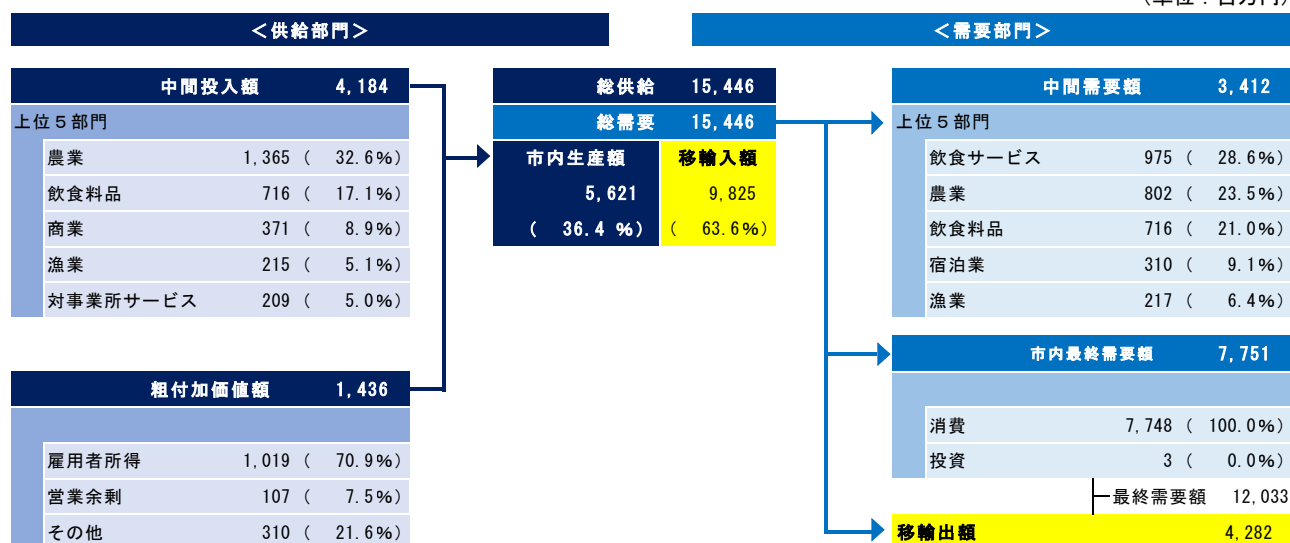 （単位：百万円）
＜供給部門＞
中間投入額 4,184
上位５部門
農業 1,365 ( 32.6%)
飲食料品 716 ( 17.1%)
商業 371 ( 8.9%)
漁業 215 ( 5.1%)
対事業所サービス 209 ( 5.0%)
粗付加価値額 1,436
雇用者所得 1,019 ( 70.9%)
営業余剰 107 ( 7.5%)
その他 310 ( 21.6%)
総供給 15,446
総需要 15,446
市内生産額 移輸入額
5,621 9,825
( 36.4 %) ( 63.6%)
＜需要部門＞
中間需要額 3,412
上位５部門
飲食サービス 975 ( 28.6%)
農業 802 ( 23.5%)
飲食料品 716 ( 21.0%)
宿泊業 310 ( 9.1%)
漁業 217 ( 6.4%)
市内最終需要額 7,751
消費 7,748 ( 100.0%)
投資 3 ( 0.0%)
最終需要額 12,033
移輸出額 4,282